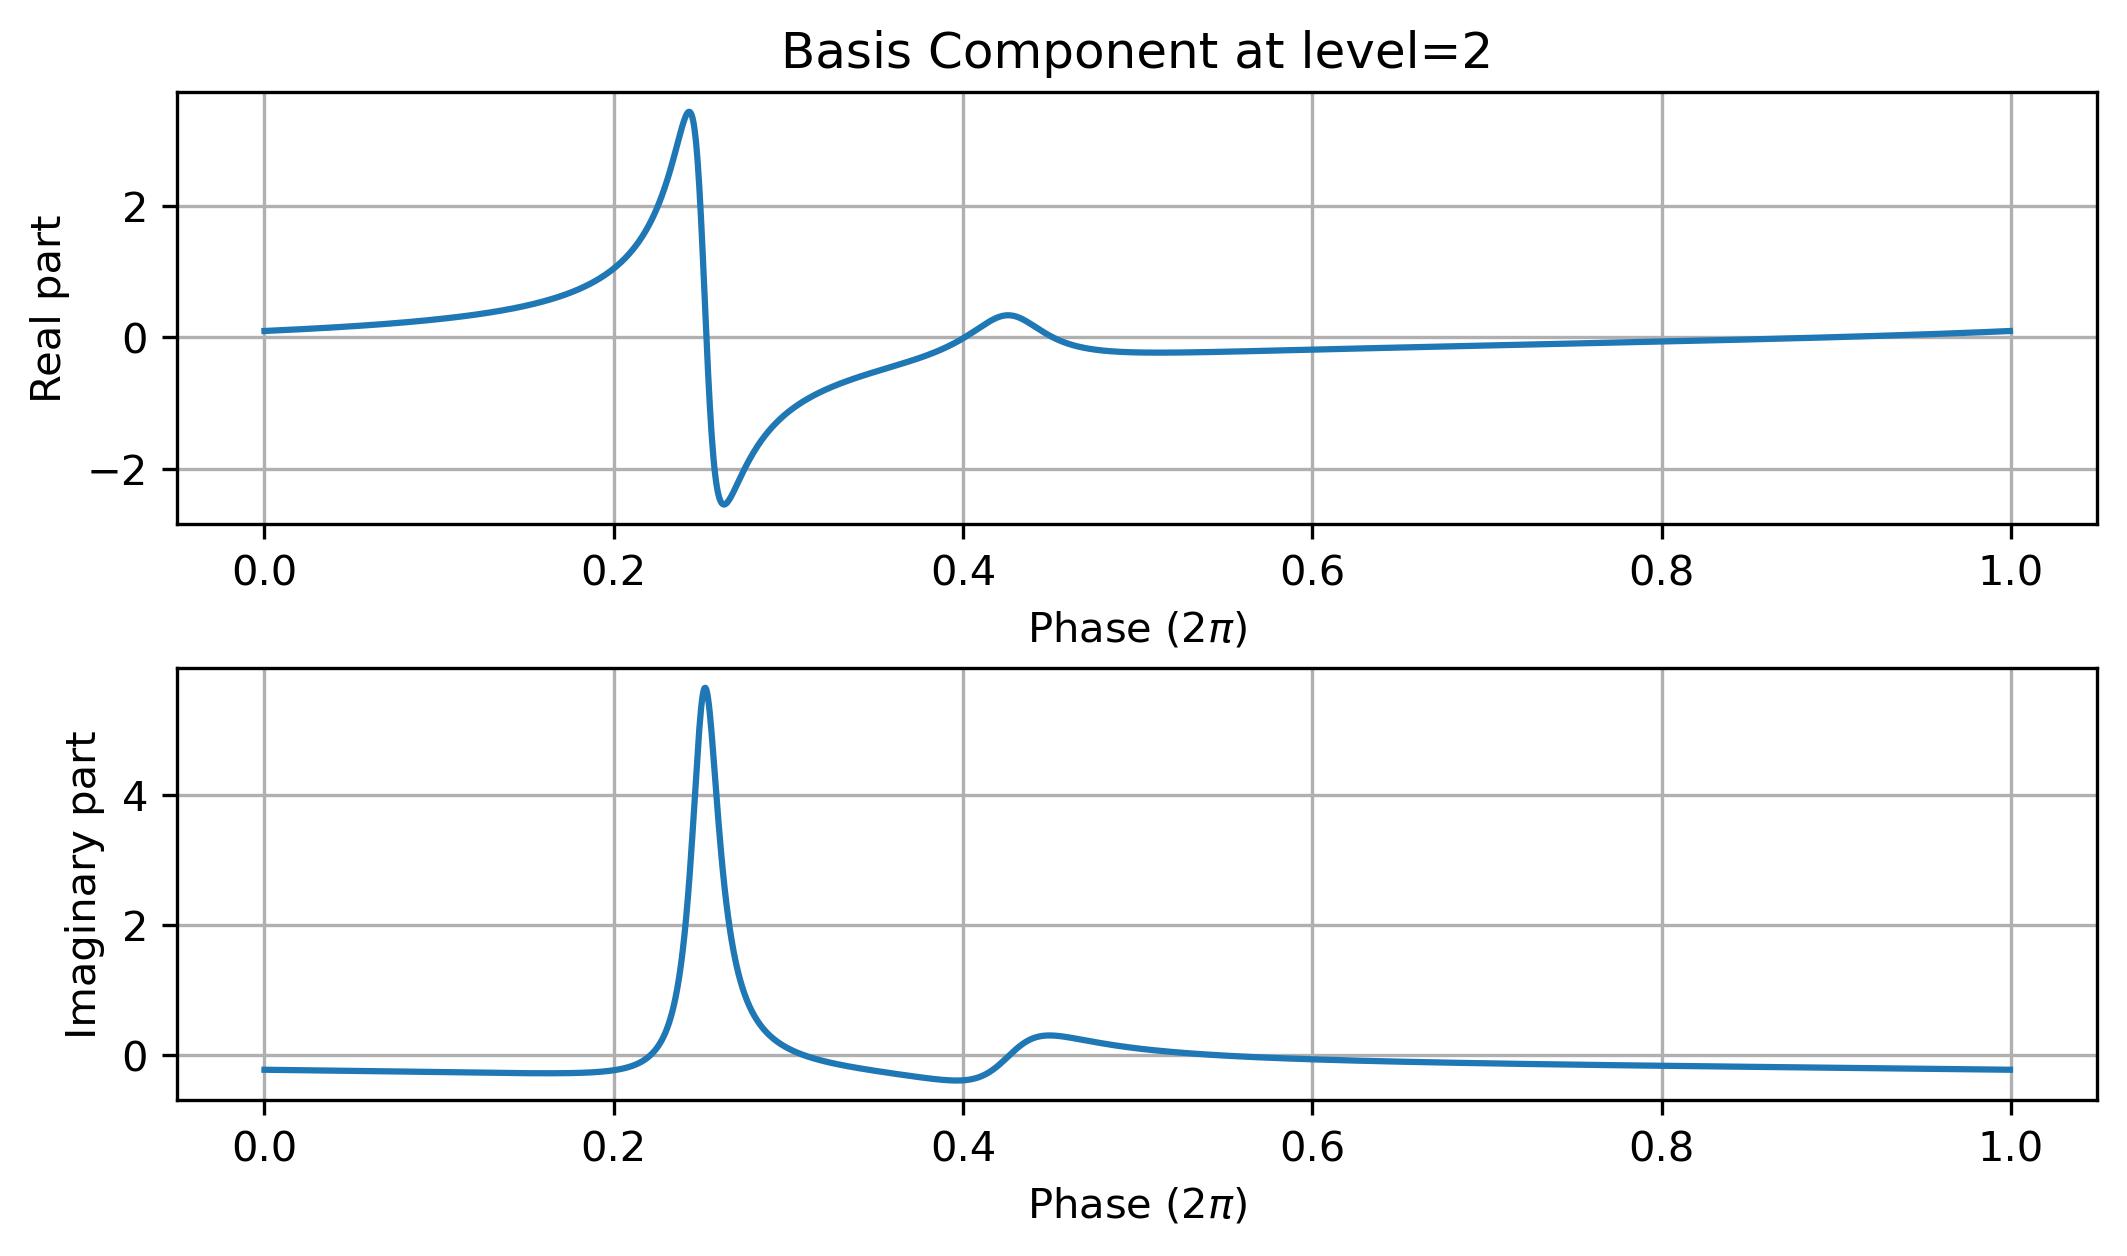 Basis Component at level=2
Real part
2
0
−2
0.0 0.2 0.4 0.6 0.8 1.0
Phase (2π)
Imaginary part
4
2
0
0.0 0.2 0.4 0.6 0.8 1.0
Phase (2π)